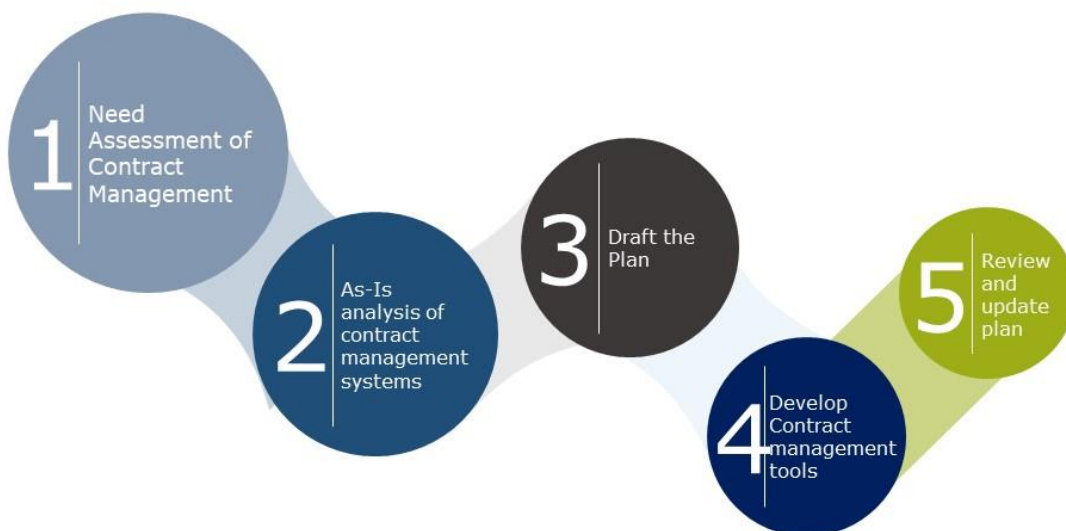 1
Need
Assessment of
Contract
Management
2
As-Is
analysis of
contract
management
systems
3
Draft the
Plan
4
Develop
Contract
management
tools
5
Review
and
update
plan